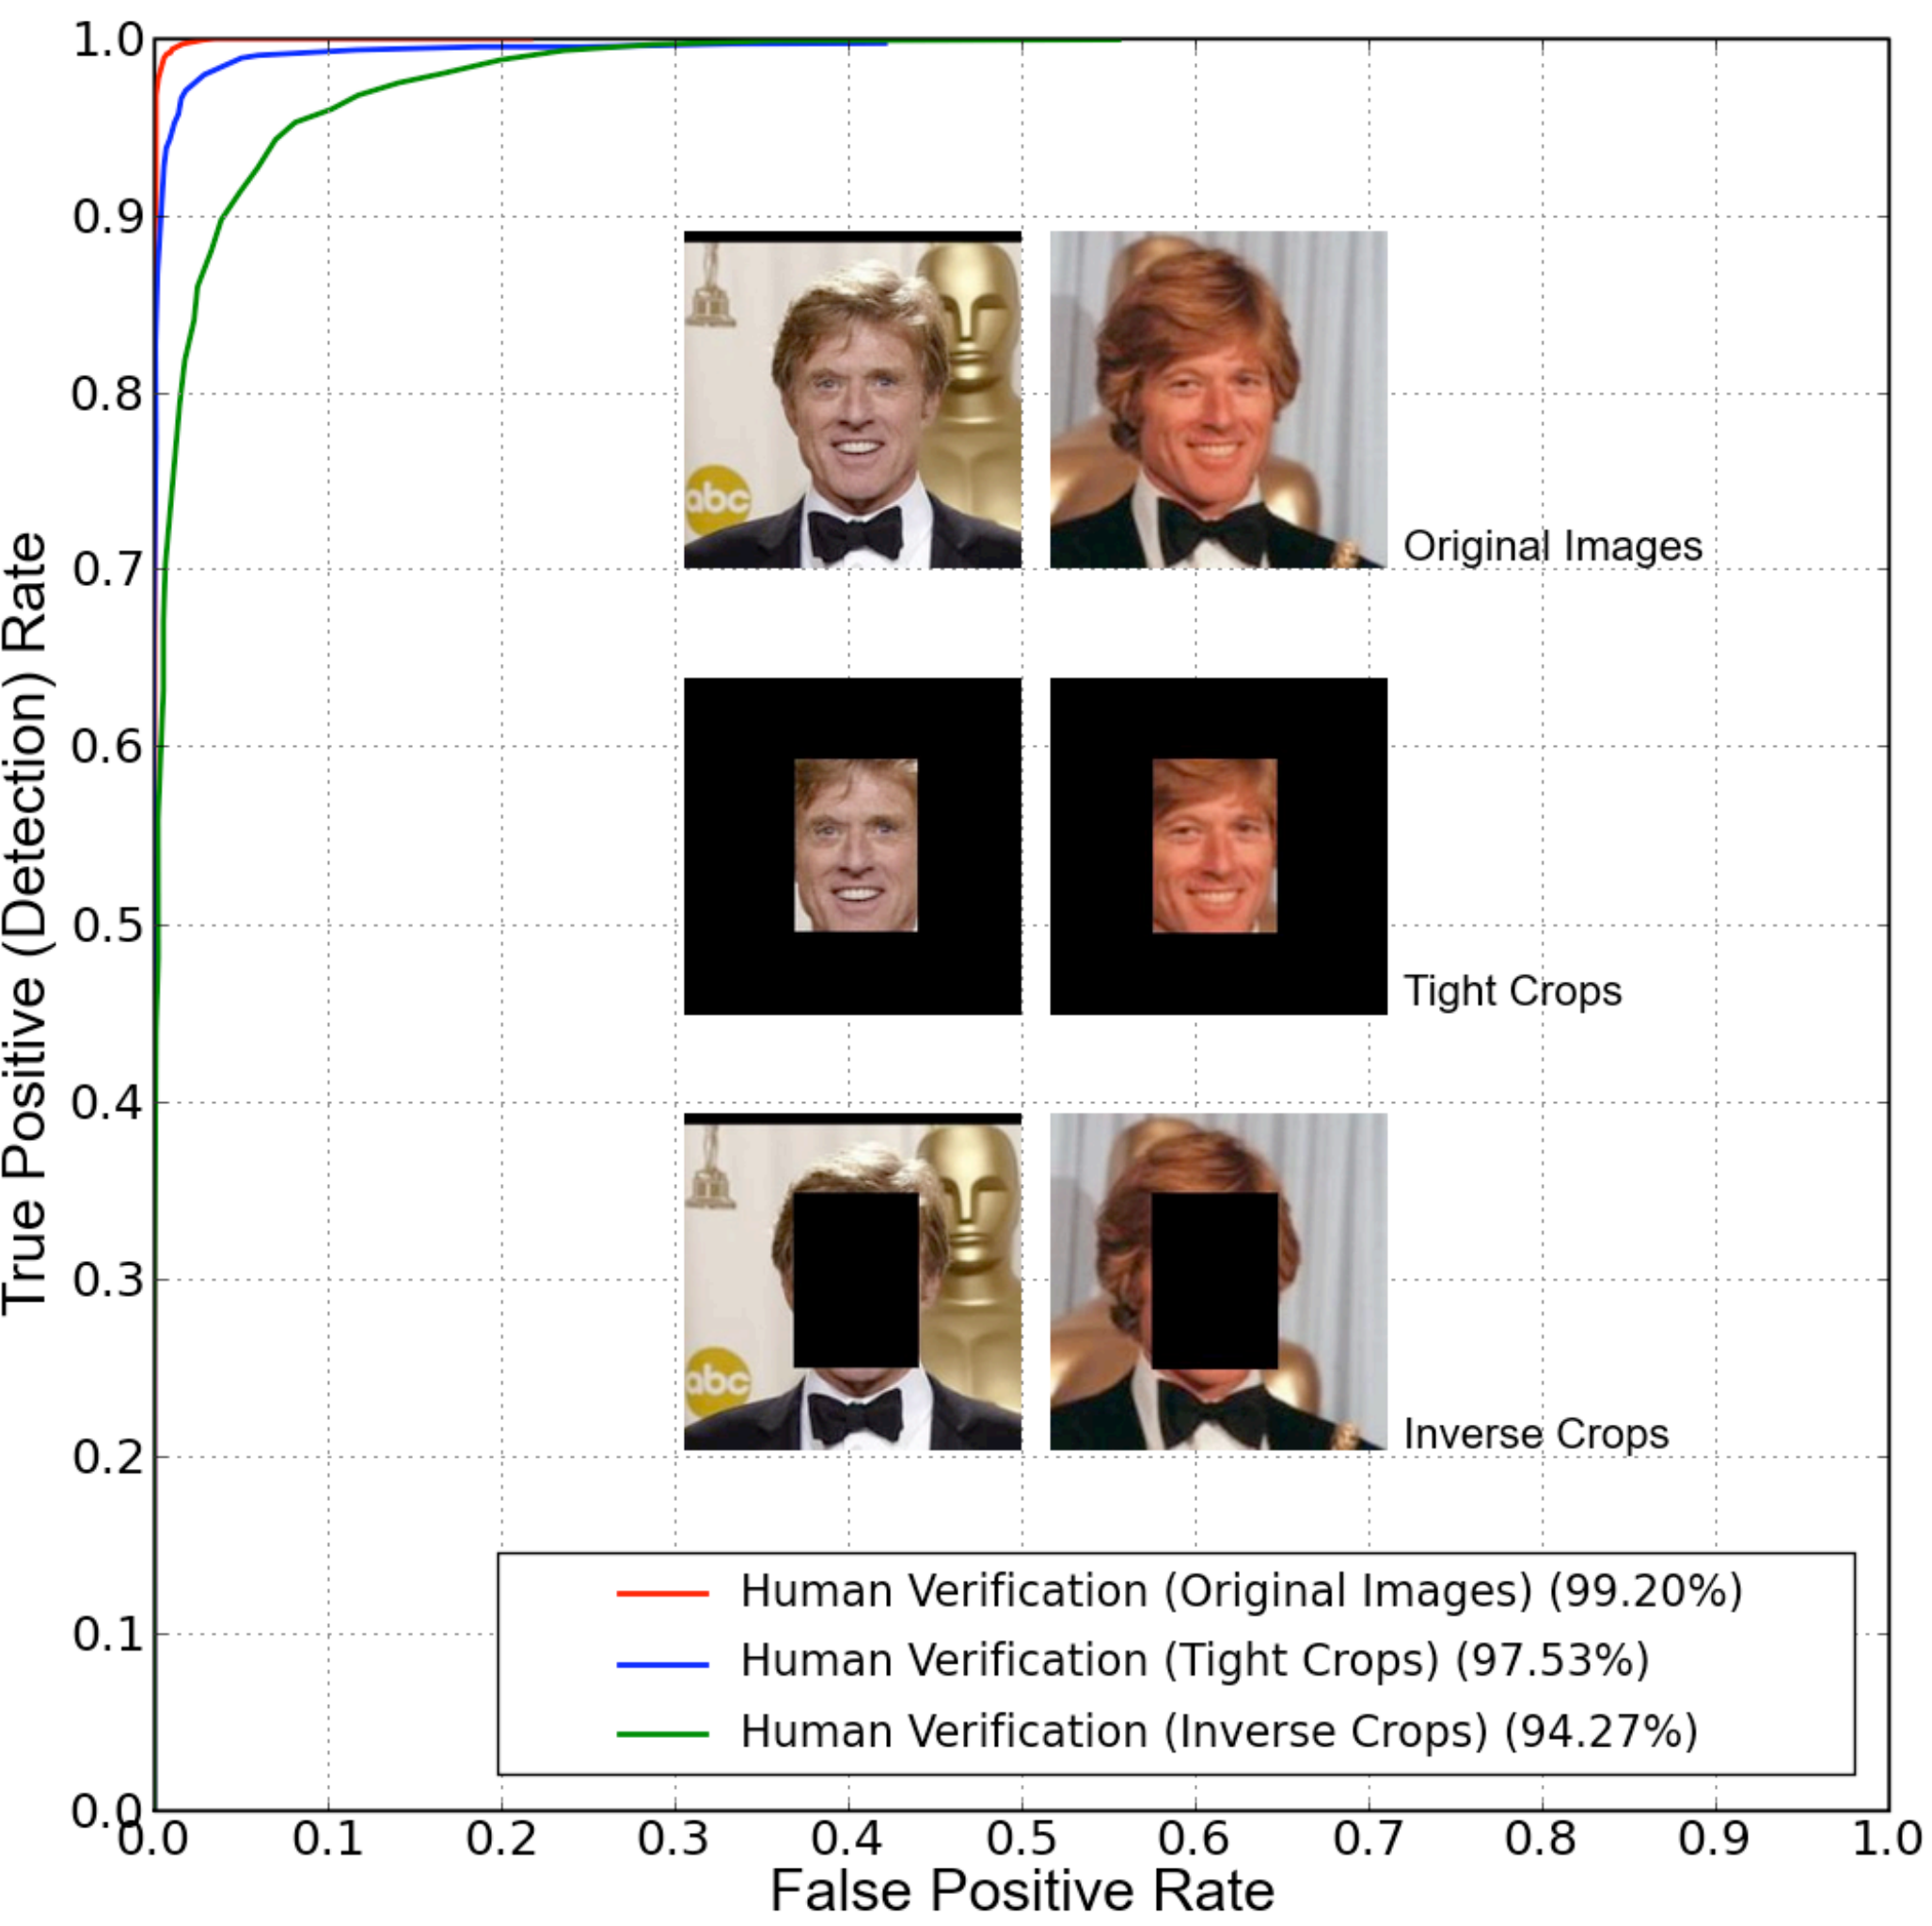 1.0
0.9
0.8
0.7
0.6
0.5
0.4
0.3
0.2
0.1
0.0
True Positive (Detection) Rate
abc
Original Images
Tight Crops
abc
Inverse Crops
Human Verification (Original Images) (99.20%)
Human Verification (Tight Crops) (97.53%)
Human Verification (Inverse Crops) (94.27%)
0.0 0.1 0.2 0.3 0.4 0.5 0.6 0.7 0.8 0.9 1.0
False Positive Rate